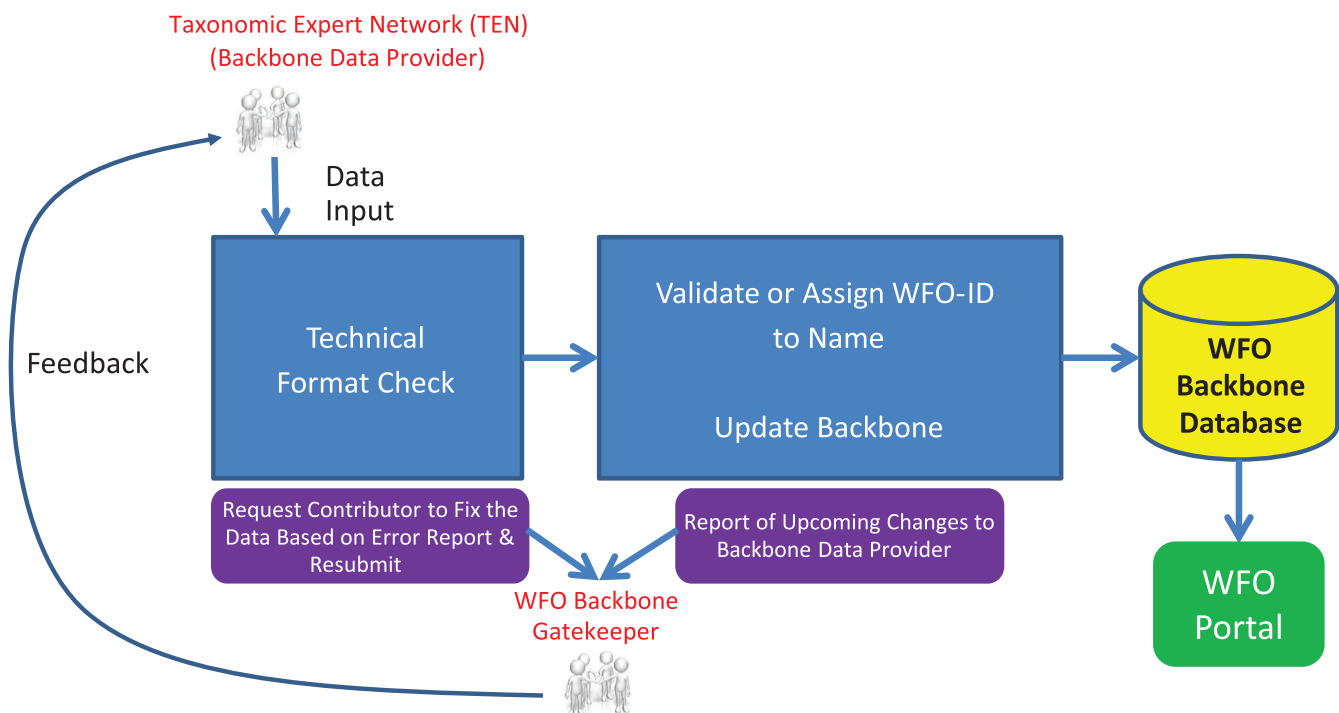 Taxonomic Expert Network (TEN)
(Backbone Data Provider)
Data
Input
Feedback
Technical
Format Check
Validate or Assign WFO-ID
to Name
Update Backbone
WFO
Backbone
Database
Request Contributor to Fix the
Data Based on Error Report &
Resubmit
Report of Upcoming Changes to
Backbone Data Provider
WFO Backbone
Gatekeeper
WFO
Portal